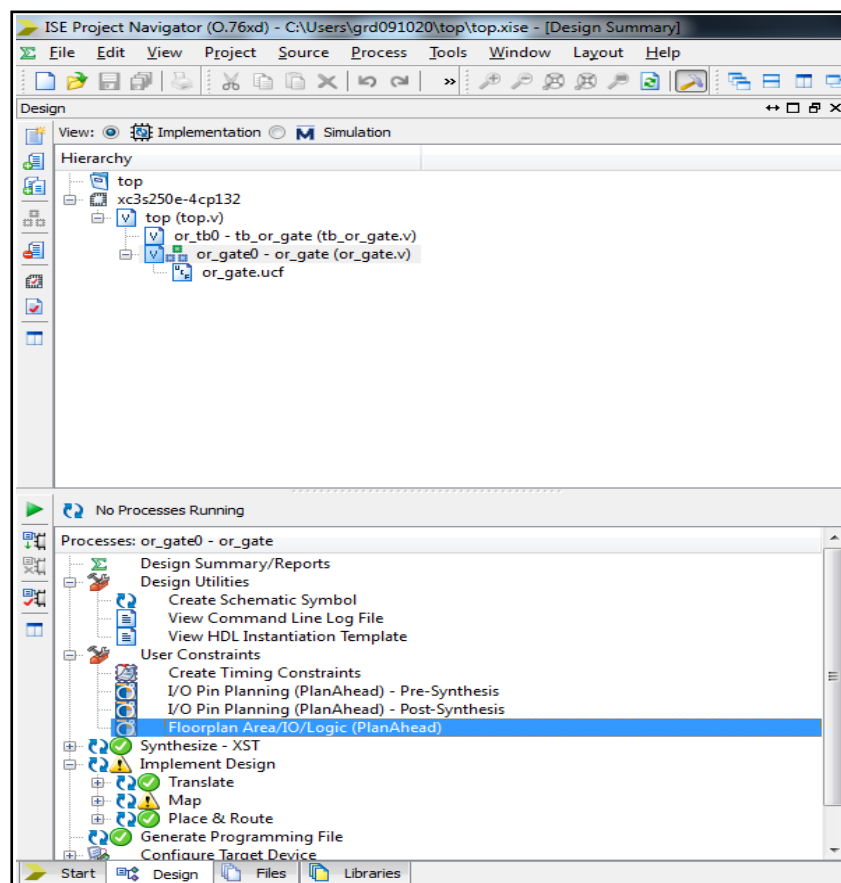 ISE Project Navigator (O.76xd) - C:\Users\grd091020\top\top.xise - [Design Summary]
File Edit View Project Source Process Tools Window Layout Help
»
Design
View: Implementation Simulation
Hierarchy
top
xc3s250e-4cp132
top (top.v)
or_tb0 - tb_or_gate (tb_or_gate.v)
or_gate0 - or_gate (or_gate.v)
or_gate.ucf
No Processes Running
Processes: or_gate0 - or_gate
Design Summary/Reports
Design Utilities
Create Schematic Symbol
View Command Line Log File
View HDL Instantiation Template
User Constraints
Create Timing Constraints
I/O Pin Planning (PlanAhead) - Pre-Synthesis
I/O Pin Planning (PlanAhead) - Post-Synthesis
Floorplan Area/IO/Logic (PlanAhead)
Synthesize - XST
Implement Design
Translate
Map
Place & Route
Generate Programming File
Configure Target Device
Start Design Files Libraries